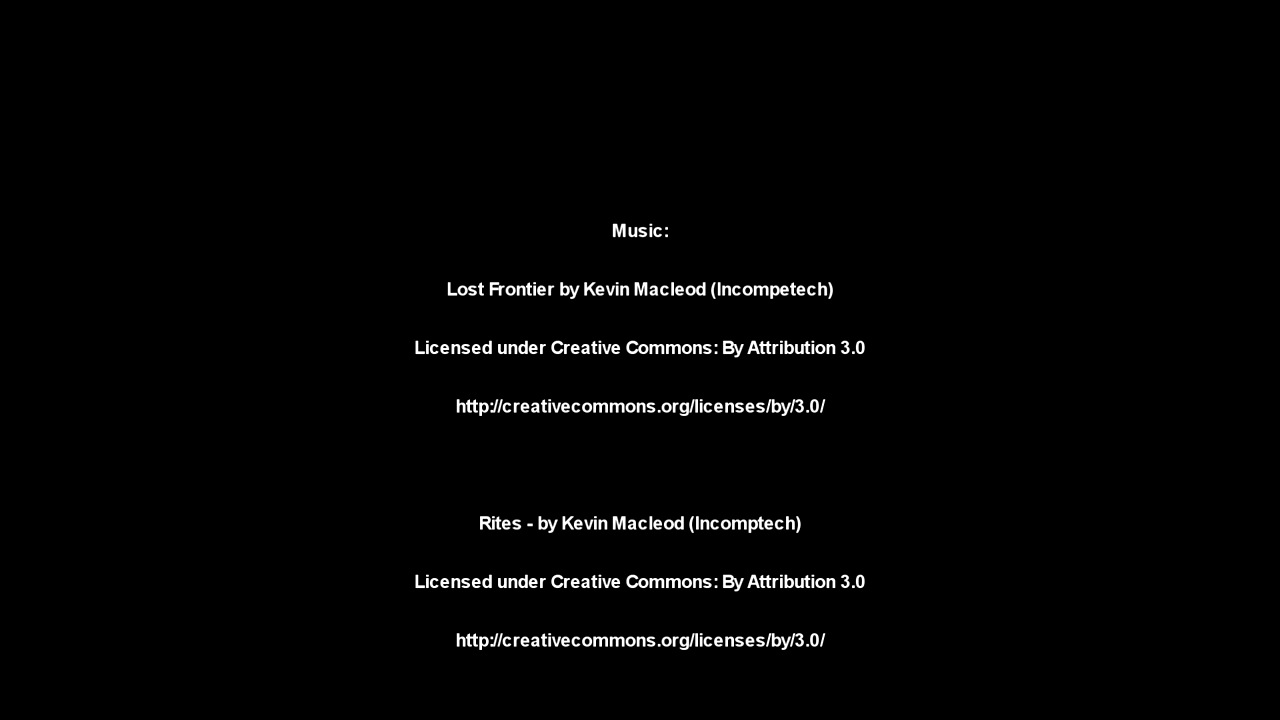 Music:
Lost Frontier by Kevin Macleod (Incompetech)
Licensed under Creative Commons: By Attribution 3.0
http://creativecommons.org/licenses/by/3.0/
Rites - by Kevin Macleod (Incomptech)
Licensed under Creative Commons: By Attribution 3.0
http://creativecommons.org/licenses/by/3.0/